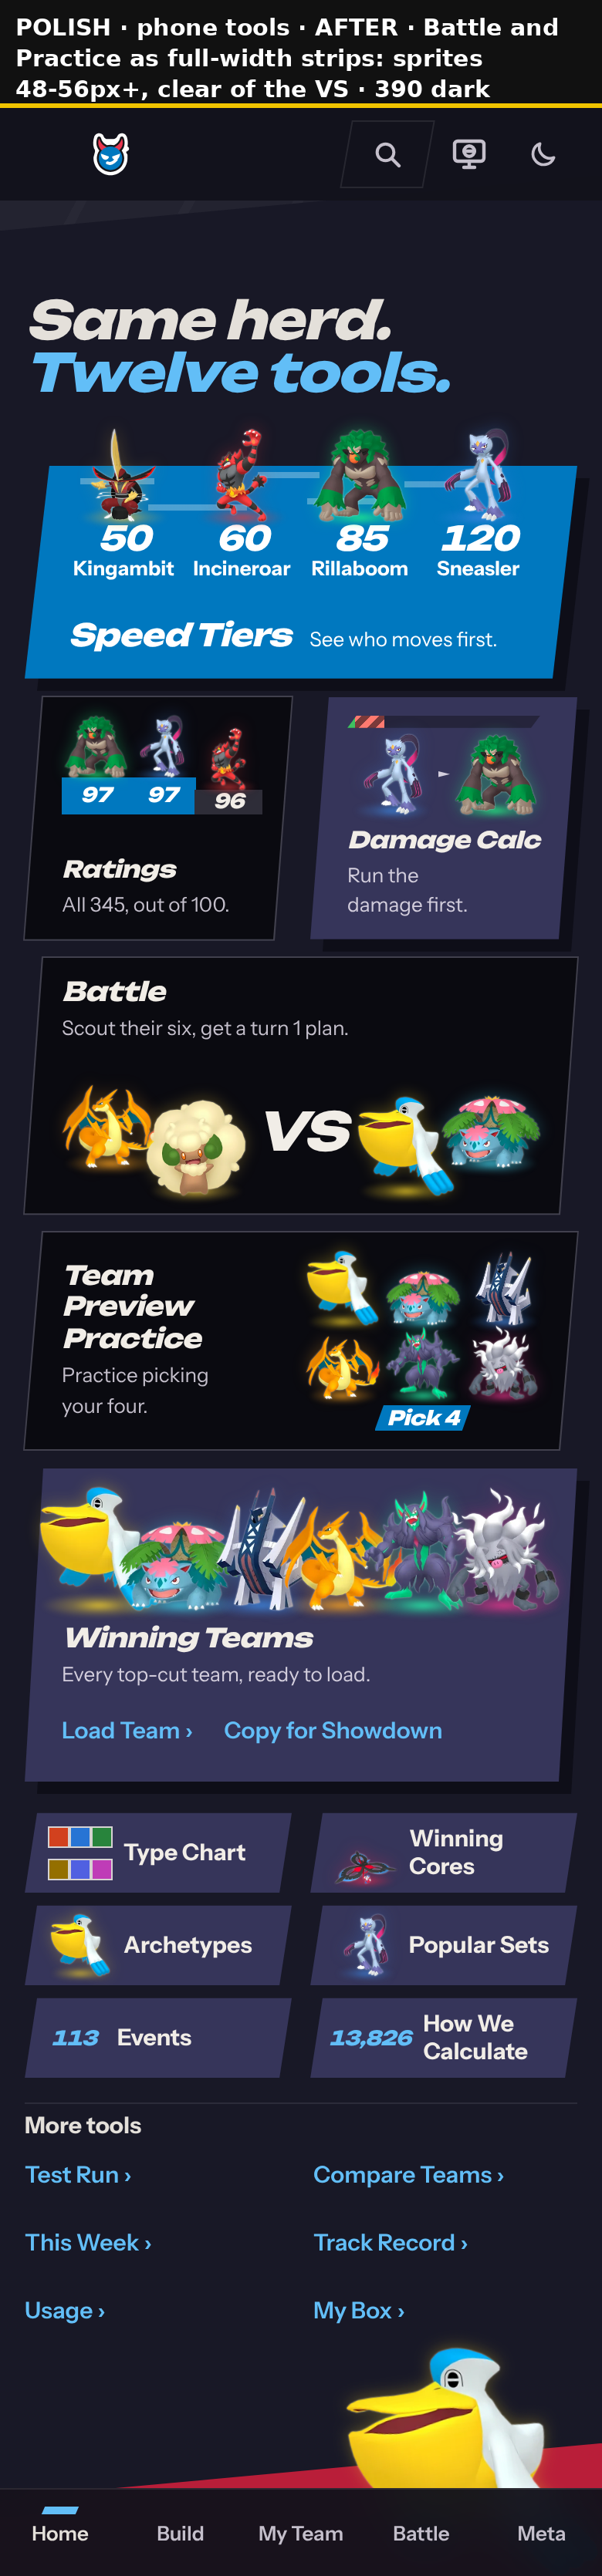 POLISH · phone tools · AFTER · Battle and
Practice as full-width strips: sprites
48-56px+, clear of the VS · 390 dark
Same herd.
Twelve tools.
50 60 85 120
Kingambit Incineroar Rillaboom Sneasler
Speed Tiers See who moves first.
97 97 96
Ratings
All 345, out of 100.
Damage Calc
Run the
damage first.
Battle
Scout their six, get a turn 1 plan.
VS
Team
Preview
Practice
Practice picking
your four.
Pick 4
Winning Teams
Every top-cut team, ready to load.
Load Team › Copy for Showdown
Type Chart
Winning
Cores
Archetypes
Popular Sets
113 Events
13,826 How We
Calculate
More tools
Test Run › Compare Teams ›
This Week › Track Record ›
Usage › My Box ›
Home Build My Team Battle Meta